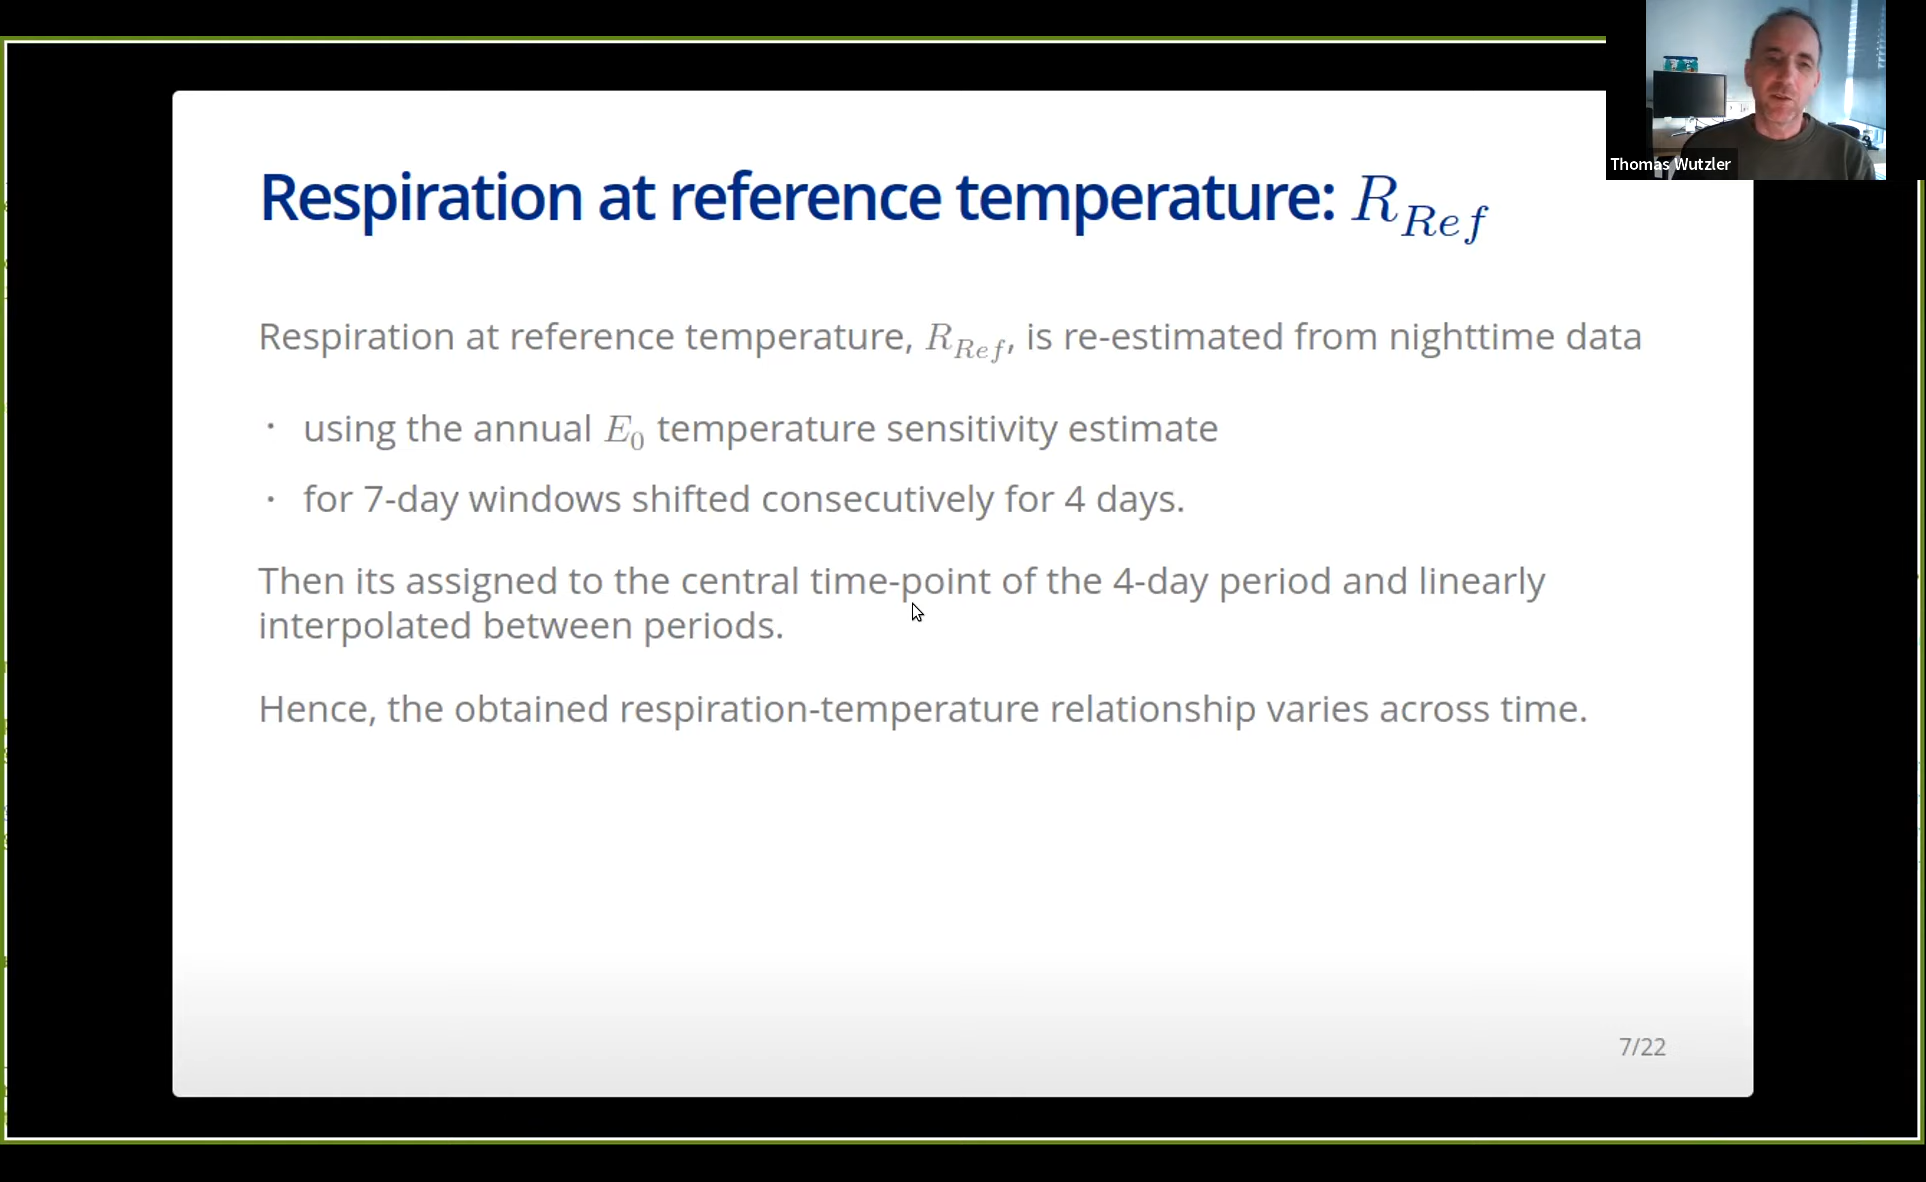 Thomas Wutzler
Respiration at reference temperature: R_Ref
Respiration at reference temperature, R_Ref, is re-estimated from nighttime data
· using the annual E_0 temperature sensitivity estimate
· for 7-day windows shifted consecutively for 4 days.
Then its assigned to the central time-point of the 4-day period and linearly
interpolated between periods.
Hence, the obtained respiration-temperature relationship varies across time.
7/22